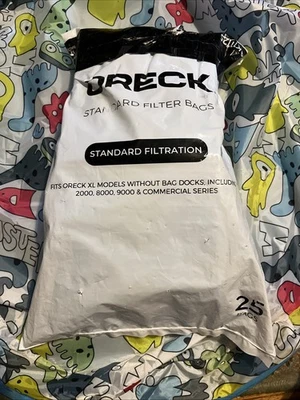 ORECK
STANDARD FILTER BAGS
STANDARD FILTRATION
FITS ORECK XL MODELS WITHOUT BAG DOCKS; INCLUDES
2000, 8000, 9000 & COMMERCIAL SERIES
25